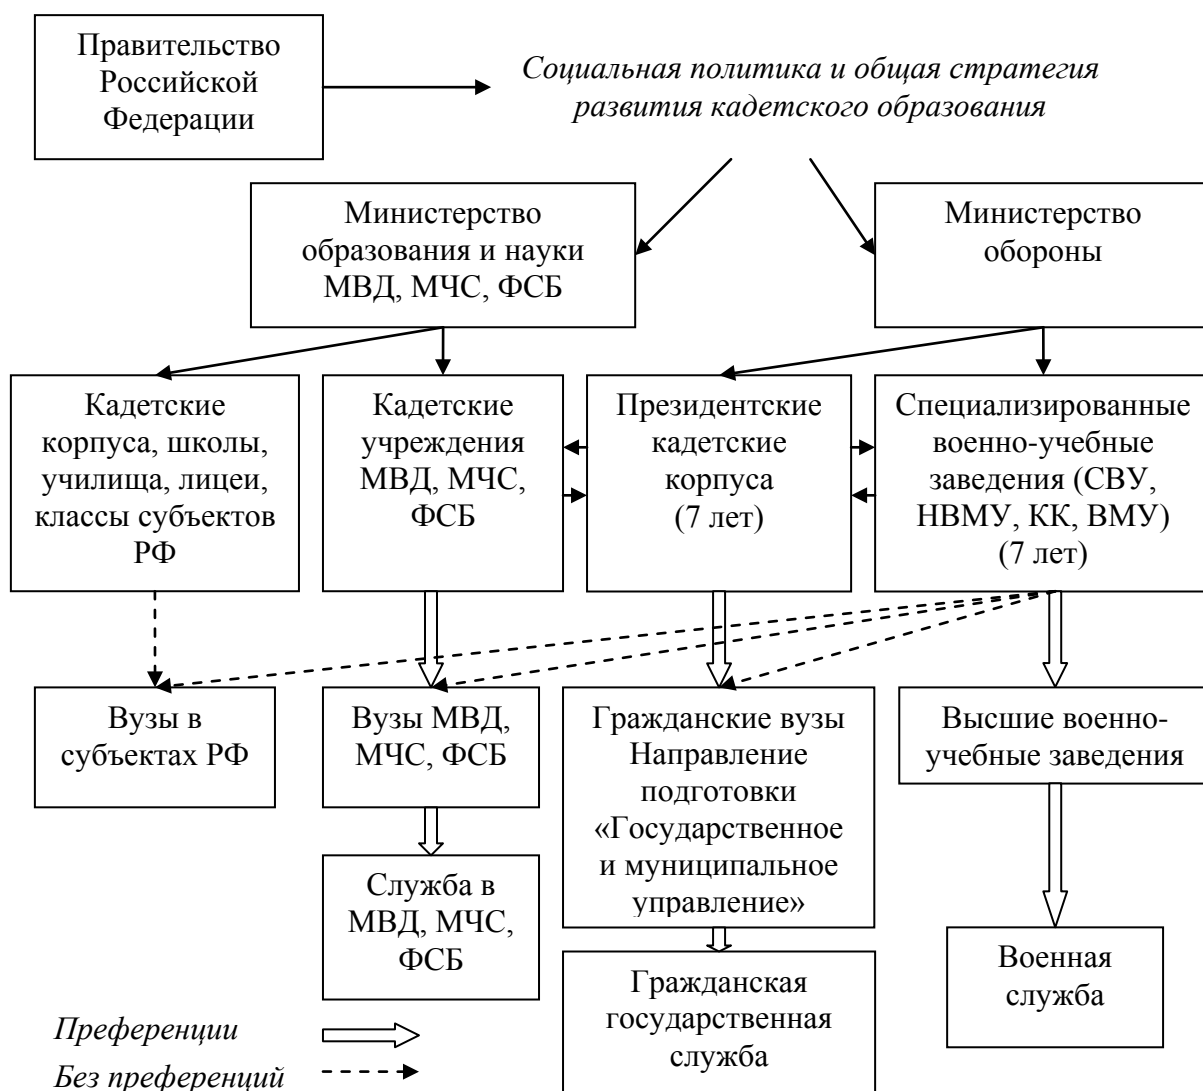 Правительство
Российской
Федерации
Социальная политика и общая стратегия
развития кадетского образования
Министерство
образования и науки
МВД, МЧС, ФСБ
Министерство
обороны
Кадетские
корпуса, школы,
училища, лицеи,
классы субъектов
РФ
Кадетские
учреждения
МВД, МЧС,
ФСБ
Президентские
кадетские
корпуса
(7 лет)
Специализированные
военно-учебные
заведения (СВУ,
НВМУ, КК, ВМУ)
(7 лет)
Вузы в
субъектах РФ
Вузы МВД,
МЧС, ФСБ
Гражданские вузы
Направление
подготовки
«Государственное
и муниципальное
управление»
Высшие военно-
учебные заведения
Служба в
МВД, МЧС,
ФСБ
Гражданская
государственная
служба
Военная
служба
Преференции
Без преференций